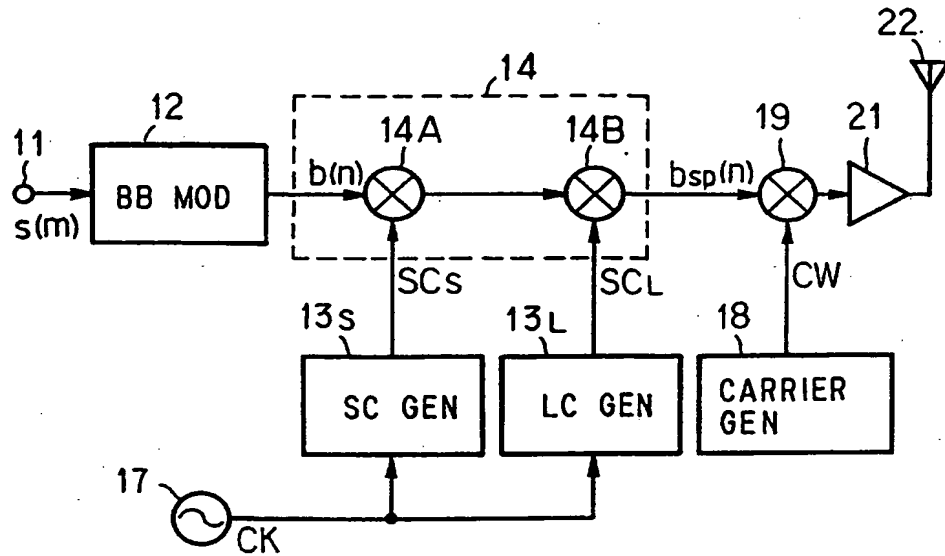 22
14
12
14A
14B
19
21
11
b(n)
bsp(n)
BB MOD
s(m)
SCs
SCL
CW
13s
13L
18
SC GEN
LC GEN
CARRIER
GEN
17
CK